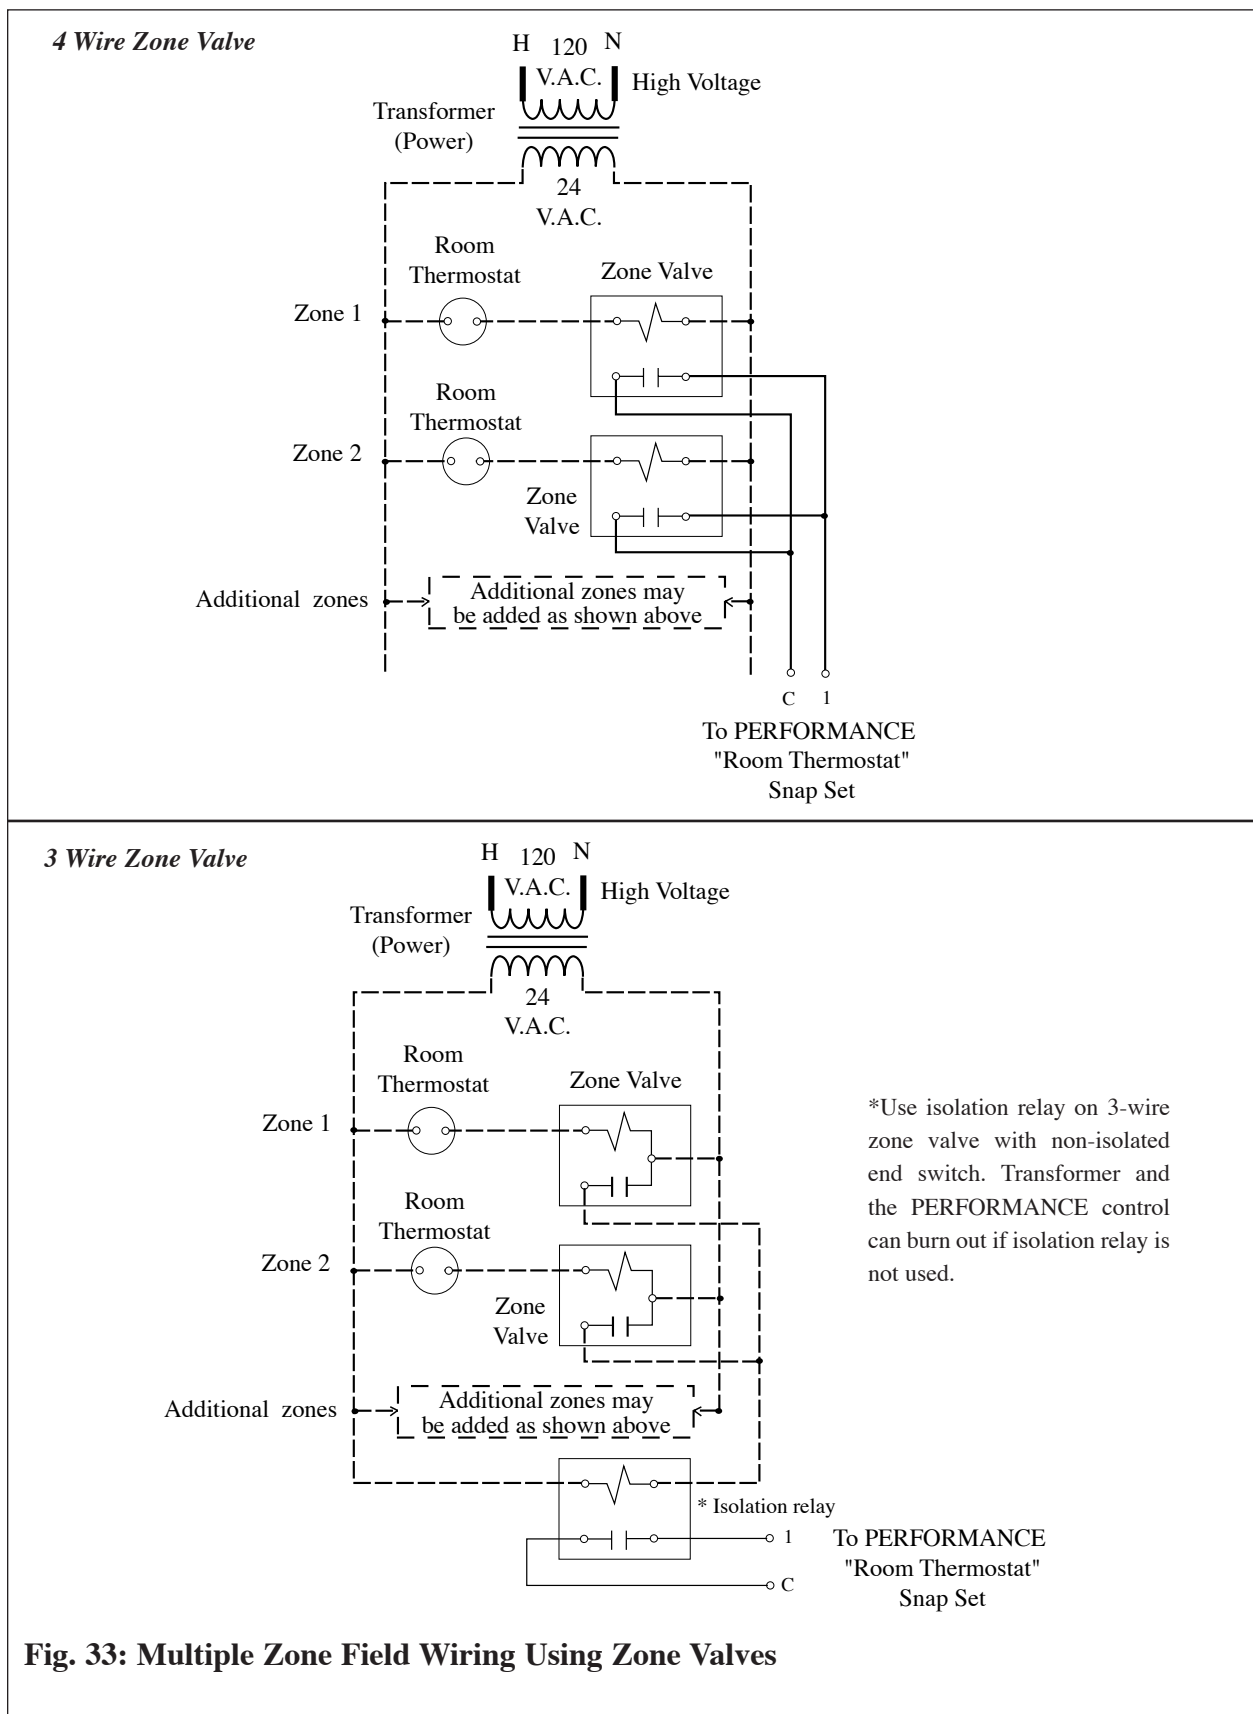 4 Wire Zone Valve
H 120 N
V.A.C. High Voltage
Transformer
(Power)
24
V.A.C.
Room
Thermostat
Zone Valve
Zone 1
Room
Thermostat
Zone 2
Zone
Valve
Additional zones
Additional zones may
be added as shown above
C 1
To PERFORMANCE
"Room Thermostat"
Snap Set
3 Wire Zone Valve
H 120 N
V.A.C. High Voltage
Transformer
(Power)
24
V.A.C.
Room
Thermostat
Zone Valve
Zone 1
*Use isolation relay on 3-wire
zone valve with non-isolated
end switch. Transformer and
the PERFORMANCE control
can burn out if isolation relay is
not used.
Room
Thermostat
Zone 2
Zone
Valve
Additional zones
Additional zones may
be added as shown above
* Isolation relay
1
C
To PERFORMANCE
"Room Thermostat"
Snap Set
Fig. 33: Multiple Zone Field Wiring Using Zone Valves